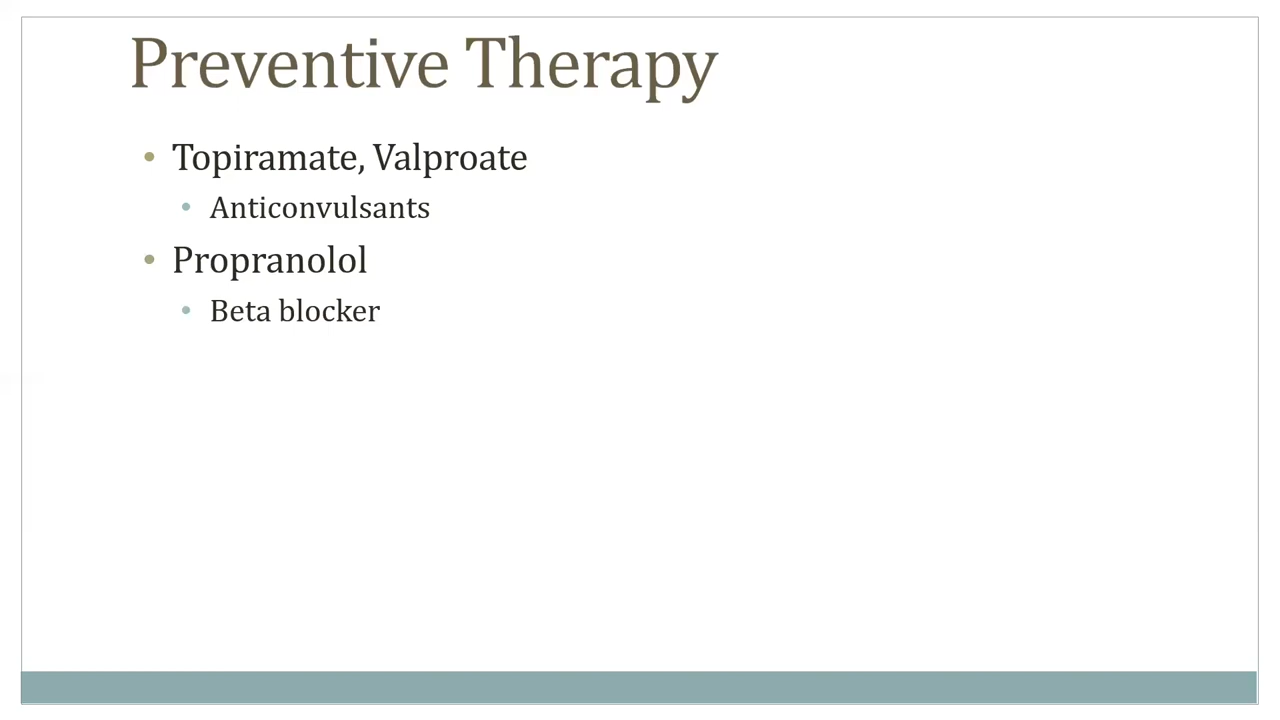 Preventive Therapy
• Topiramate, Valproate
• Anticonvulsants
• Propranolol
• Beta blocker